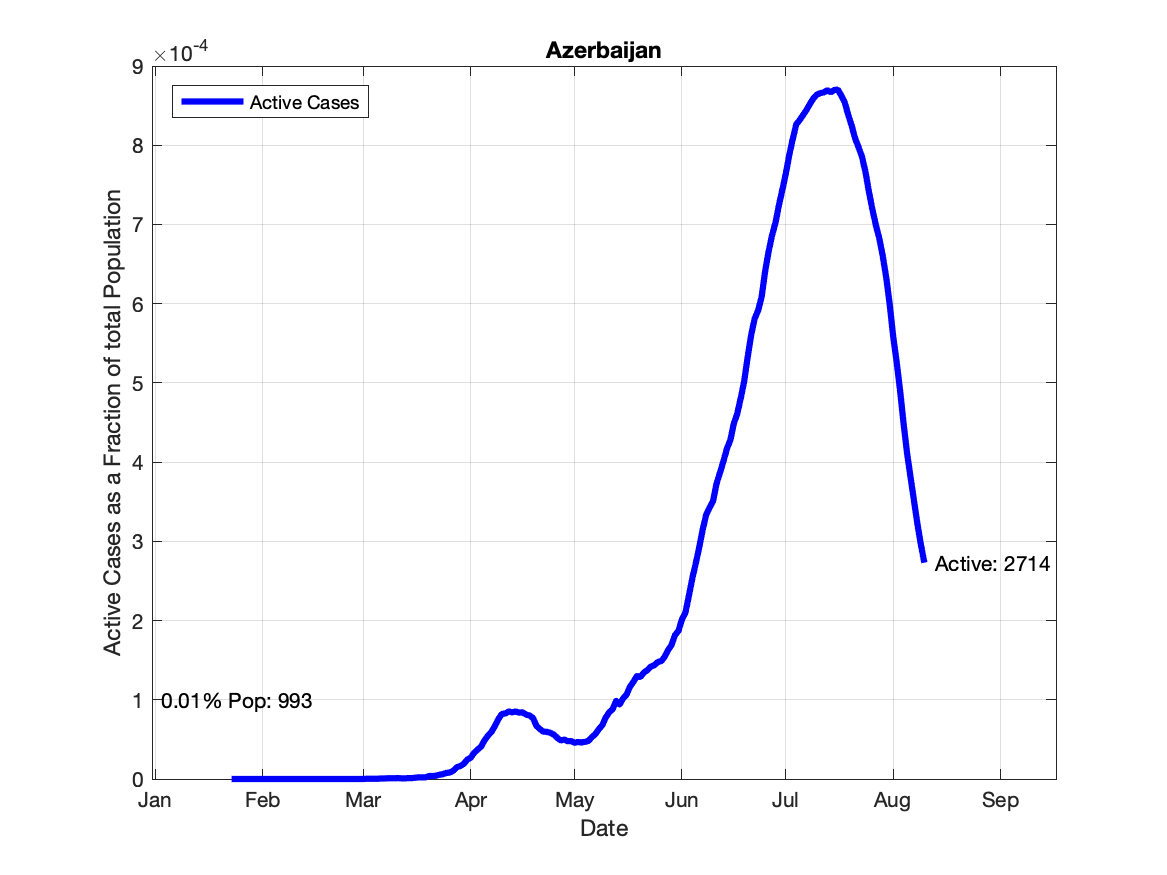 Azerbaijan
×10-4
Active Cases
9
8
7
6
5
4
3
2
1
0
Active Cases as a Fraction of total Population
0.01% Pop: 993
Active: 2714
Jan Feb Mar Apr May Jun Jul Aug Sep
Date